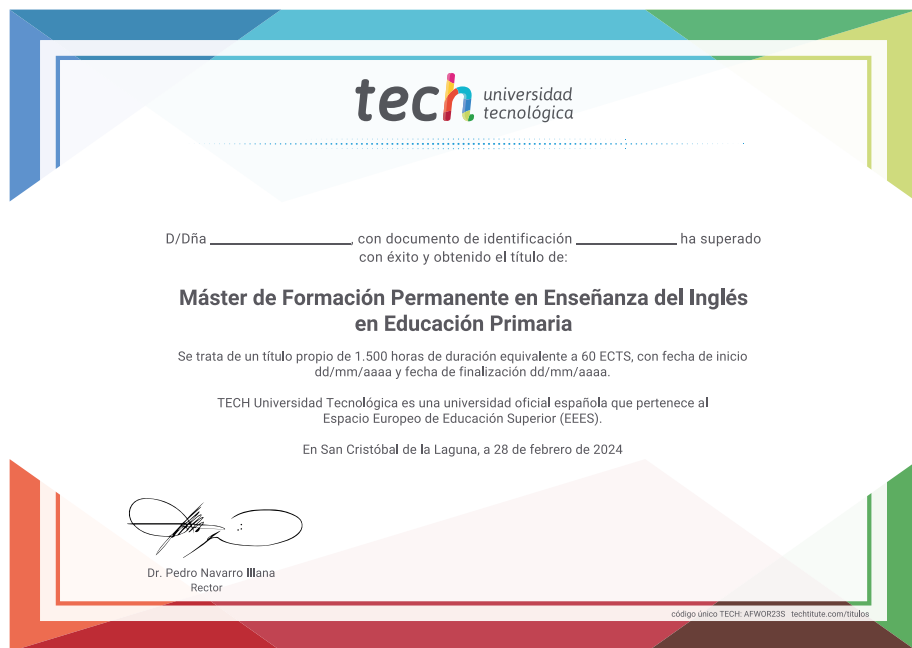 tech universidad
tecnológica
D/Dña ________________, con documento de identificación ____________ ha superado
con éxito y obtenido el título de:
Máster de Formación Permanente en Enseñanza del Inglés
en Educación Primaria
Se trata de un título propio de 1.500 horas de duración equivalente a 60 ECTS, con fecha de inicio
dd/mm/aaaa y fecha de finalización dd/mm/aaaa.
TECH Universidad Tecnológica es una universidad oficial española que pertenece al
Espacio Europeo de Educación Superior (EEES).
En San Cristóbal de la Laguna, a 28 de febrero de 2024
Dr. Pedro Navarro Illana
Rector
código único TECH: AFWOR23S techtitute.com/titulos